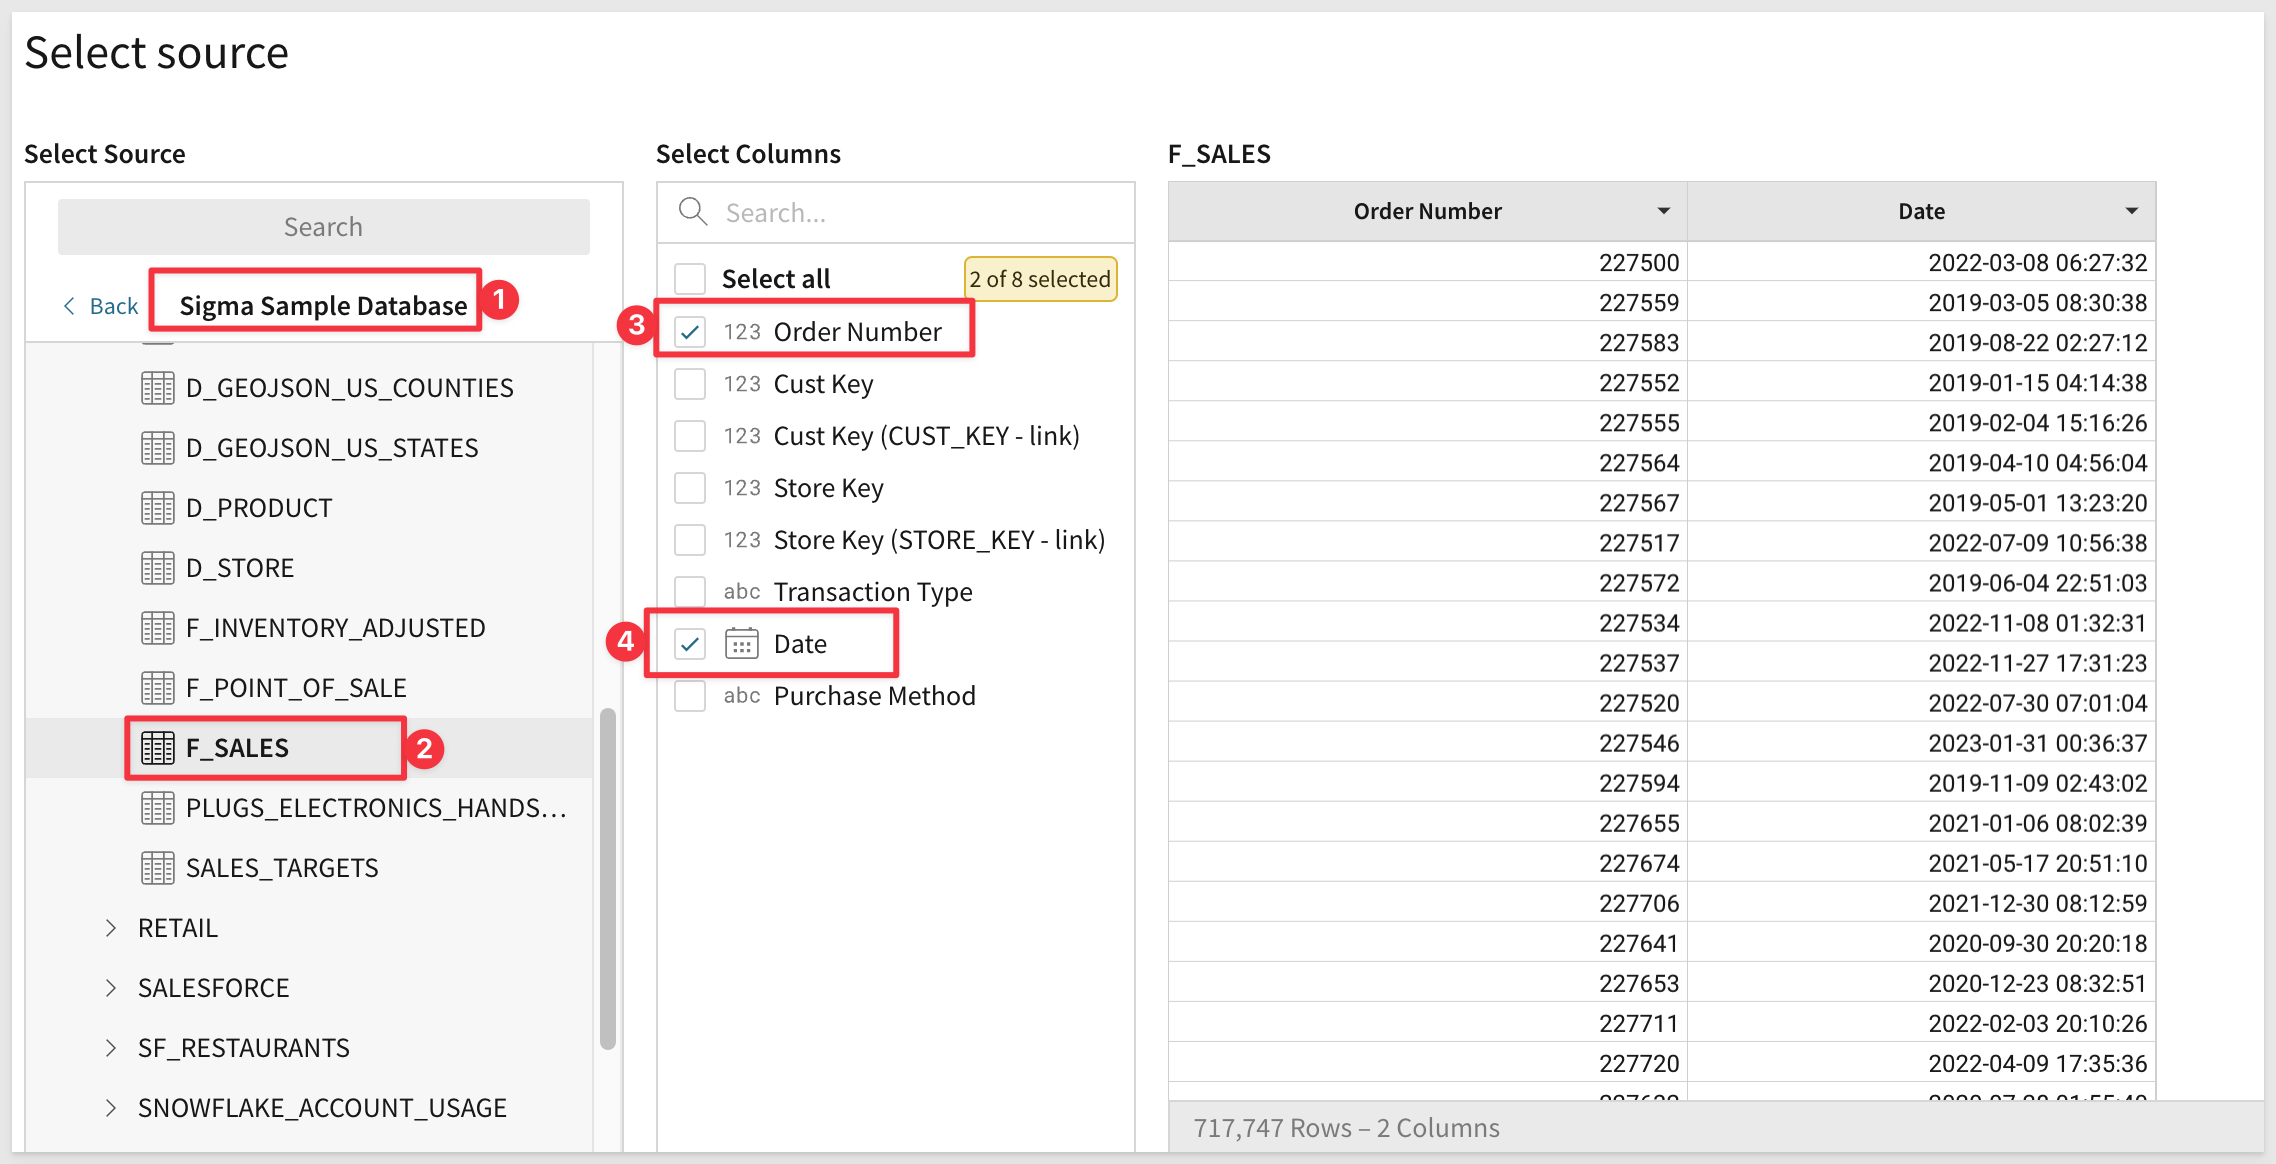 Select source
Select Source
Search
Back
Sigma Sample Database
1
D_GEOJSON_US_COUNTIES
D_GEOJSON_US_STATES
D_PRODUCT
D_STORE
F_INVENTORY_ADJUSTED
F_POINT_OF_SALE
F_SALES
2
PLUGS_ELECTRONICS_HANDS...
SALES_TARGETS
RETAIL
SALESFORCE
SF_RESTAURANTS
SNOWFLAKE_ACCOUNT_USAGE
Select Columns
Search...
Select all
2 of 8 selected
3
123 Order Number
123 Cust Key
123 Cust Key (CUST_KEY - link)
123 Store Key
123 Store Key (STORE_KEY - link)
abc Transaction Type
4
Date
abc Purchase Method
F_SALES
Order Number Date
227500 2022-03-08 06:27:32
227559 2019-03-05 08:30:38
227583 2019-08-22 02:27:12
227552 2019-01-15 04:14:38
227555 2019-02-04 15:16:26
227564 2019-04-10 04:56:04
227567 2019-05-01 13:23:20
227517 2022-07-09 10:56:38
227572 2019-06-04 22:51:03
227534 2022-11-08 01:32:31
227537 2022-11-27 17:31:23
227520 2022-07-30 07:01:04
227546 2023-01-31 00:36:37
227594 2019-11-09 02:43:02
227655 2021-01-06 08:02:39
227674 2021-05-17 20:51:10
227706 2021-12-30 08:12:59
227641 2020-09-30 20:20:18
227653 2020-12-23 08:32:51
227711 2022-02-03 20:10:26
227720 2022-04-09 17:35:36
717,747 Rows – 2 Columns